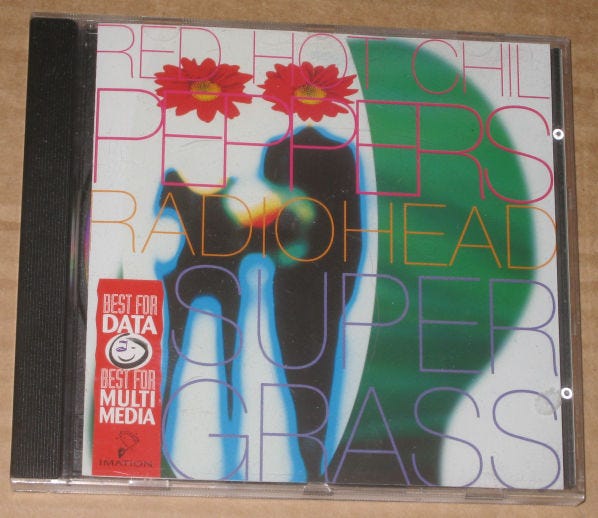 RED HOT CHIL
PEPPERS
RADIOHEAD
SUPER
GRASS
BEST FOR
DATA
BEST FOR
MULTI
MEDIA
IMATION